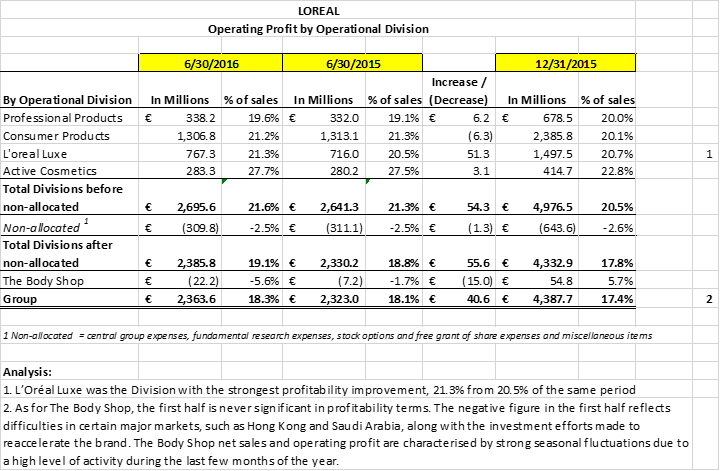 LOREAL
Operating Profit by Operational Division
6/30/2016 6/30/2015 12/31/2015
Increase /
By Operational Division In Millions % of sales In Millions % of sales (Decrease) In Millions % of sales
Professional Products € 338.2 19.6% € 332.0 19.1% € 6.2 € 678.5 20.0%
Consumer Products 1,306.8 21.2% 1,313.1 21.3% (6.3) 2,385.8 20.1%
L'oreal Luxe 767.3 21.3% 716.0 20.5% 51.3 1,497.5 20.7% 1
Active Cosmetics 283.3 27.7% 280.2 27.5% 3.1 414.7 22.8%
Total Divisions before
non-allocated € 2,695.6 21.6% € 2,641.3 21.3% € 54.3 € 4,976.5 20.5%
Non-allocated 1 € (309.8) -2.5% € (311.1) -2.5% € (1.3) € (643.6) -2.6%
Total Divisions after
non-allocated € 2,385.8 19.1% € 2,330.2 18.8% € 55.6 € 4,332.9 17.8%
The Body Shop € (22.2) -5.6% € (7.2) -1.7% € (15.0) € 54.8 5.7%
Group € 2,363.6 18.3% € 2,323.0 18.1% € 40.6 € 4,387.7 17.4% 2
1 Non-allocated = central group expenses, fundamental research expenses, stock options and free grant of share expenses and miscellaneous items
Analysis:
1. L'Oréal Luxe was the Division with the strongest profitability improvement, 21.3% from 20.5% of the same period
2. As for The Body Shop, the first half is never significant in profitability terms. The negative figure in the first half reflects
difficulties in certain major markets, such as Hong Kong and Saudi Arabia, along with the investment efforts made to
reaccelerate the brand. The Body Shop net sales and operating profit are characterised by strong seasonal fluctuations due to
a high level of activity during the last few months of the year.